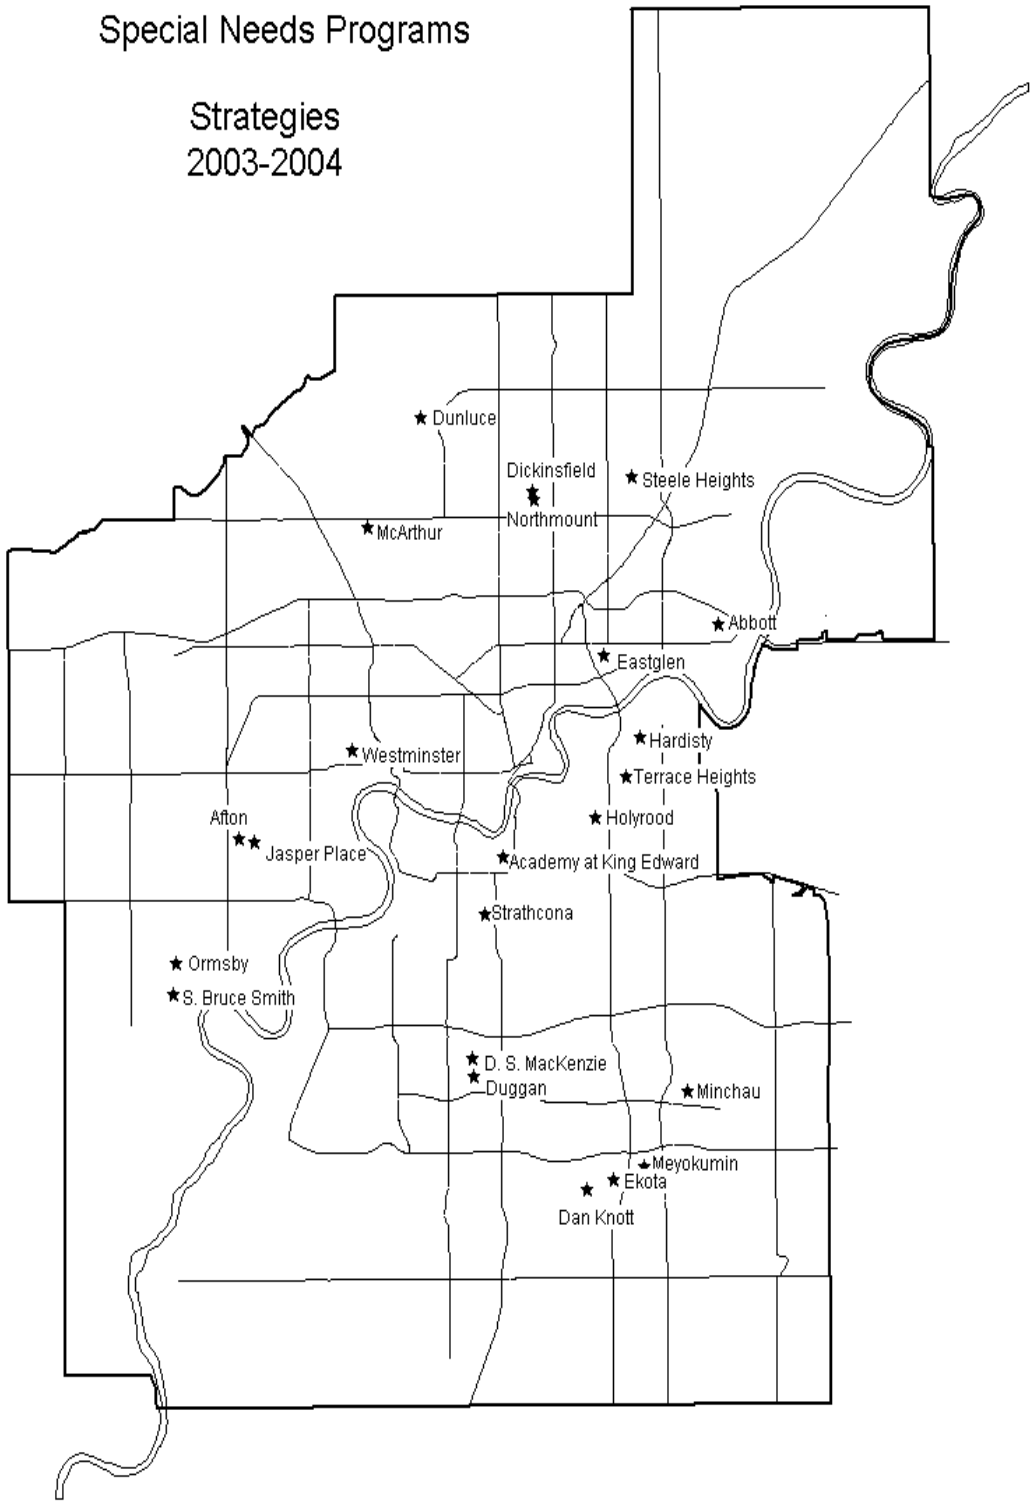 Special Needs Programs
Strategies
2003-2004
Dunluce
Dickinsfield
Steele Heights
Northmount
McArthur
Abbott
Eastglen
Hardisty
Westminster
Terrace Heights
Afton
Holyrood
Jasper Place
Academy at King Edward
Strathcona
Ormsby
S. Bruce Smith
D. S. MacKenzie
Duggan
Minchau
Meyokumin
Ekota
Dan Knott